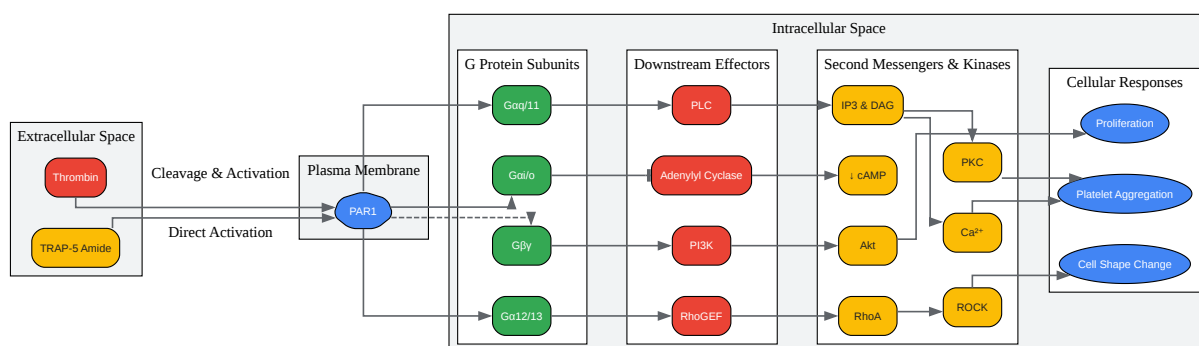 Intracellular Space
G Protein Subunits
Downstream Effectors
Second Messengers & Kinases
Cellular Responses
Extracellular Space
Plasma Membrane
Cleavage & Activation
Direct Activation
Thrombin
TRAP-5 Amide
PAR1
Gαq/11
Gαi/o
Gβγ
Gα12/13
PLC
Adenylyl Cyclase
PI3K
RhoGEF
IP3 & DAG
↓ cAMP
Akt
RhoA
PKC
Ca²⁺
ROCK
Proliferation
Platelet Aggregation
Cell Shape Change